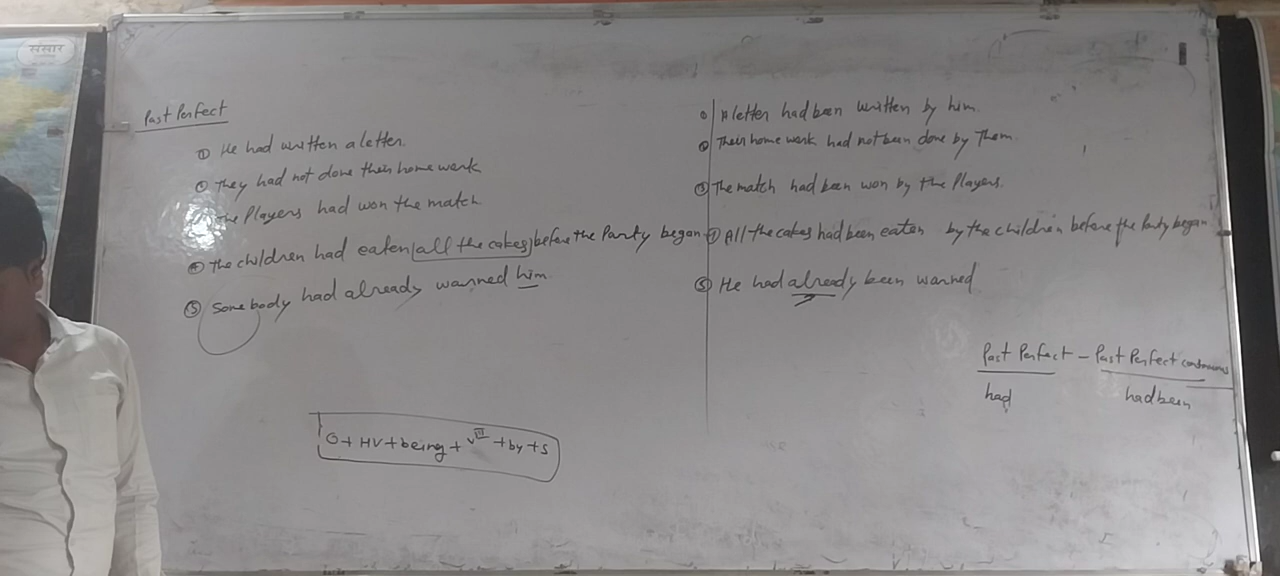 संसार
Past Perfect
① He had written a letter.
② They had not done their home work
The Players had won the match
④ The children had eaten all the cakes before the Party began
⑤ Somebody had already warned him.
① A letter had been written by him.
② Their home work had not been done by Them.
③ The match had been won by the Players.
④ All the cakes had been eaten by the children before the Party began
⑤ He had already been warned
Past Perfect – Past Perfect continuous
had had been
O + HV + being + V III + by + S